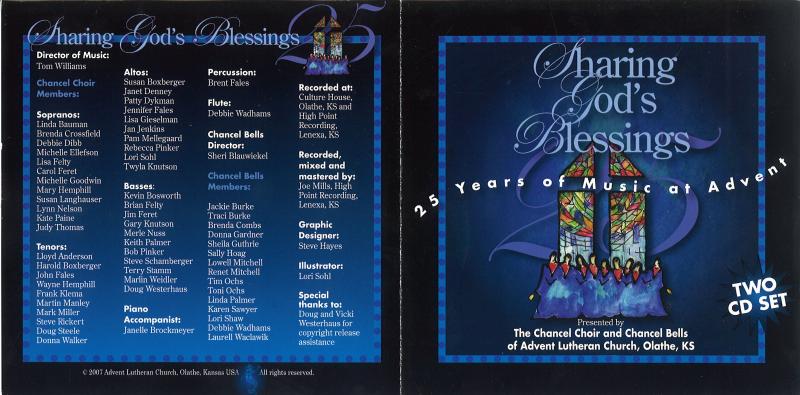 Sharing God's Blessings 25
Director of Music:
Tom Williams
Chancel Choir
Members:
Sopranos:
Linda Bauman
Brenda Crossfield
Debbie Dibb
Michelle Ellefson
Lisa Felty
Carol Feret
Michelle Goodwin
Mary Hemphill
Susan Langhauser
Lynn Nelson
Kate Paine
Judy Thomas
Tenors:
Lloyd Anderson
Harold Boxberger
John Fales
Wayne Hemphill
Frank Klema
Martin Manley
Mark Miller
Steve Rickert
Doug Steele
Donna Walker
Altos:
Susan Boxberger
Janet Denney
Patty Dykman
Jennifer Fales
Lisa Gieselman
Jan Jenkins
Pam Mellegaard
Rebecca Pinker
Lori Sohl
Twyla Knutson
Basses:
Kevin Bosworth
Brian Felty
Jim Feret
Gary Knutson
Merle Nuss
Keith Palmer
Bob Pinker
Steve Schamberger
Terry Stamm
Marlin Weidler
Doug Westerhaus
Piano
Accompanist:
Janelle Brockmeyer
Percussion:
Brent Fales
Flute:
Debbie Wadhams
Chancel Bells
Director:
Sheri Blauwiekel
Chancel Bells
Members:
Jackie Burke
Traci Burke
Brenda Combs
Donna Gardner
Sheila Guthrie
Sally Hoag
Lowell Mitchell
Renet Mitchell
Tim Ochs
Toni Ochs
Linda Palmer
Karen Sawyer
Lori Shaw
Debbie Wadhams
Laurell Waclawik
Recorded at:
Culture House,
Olathe, KS and
High Point
Recording,
Lenexa, KS
Recorded,
mixed and
mastered by:
Joe Mills, High
Point Recording,
Lenexa, KS
Graphic
Designer:
Steve Hayes
Illustrator:
Lori Sohl
Special
thanks to:
Doug and Vicki
Westerhaus for
copyright release
assistance
© 2007 Advent Lutheran Church, Olathe, Kansas USA All rights reserved.
Sharing
God's
Blessings
25
25 Years of Music at Advent
TWO
CD SET
Presented by
The Chancel Choir and Chancel Bells
of Advent Lutheran Church, Olathe, KS